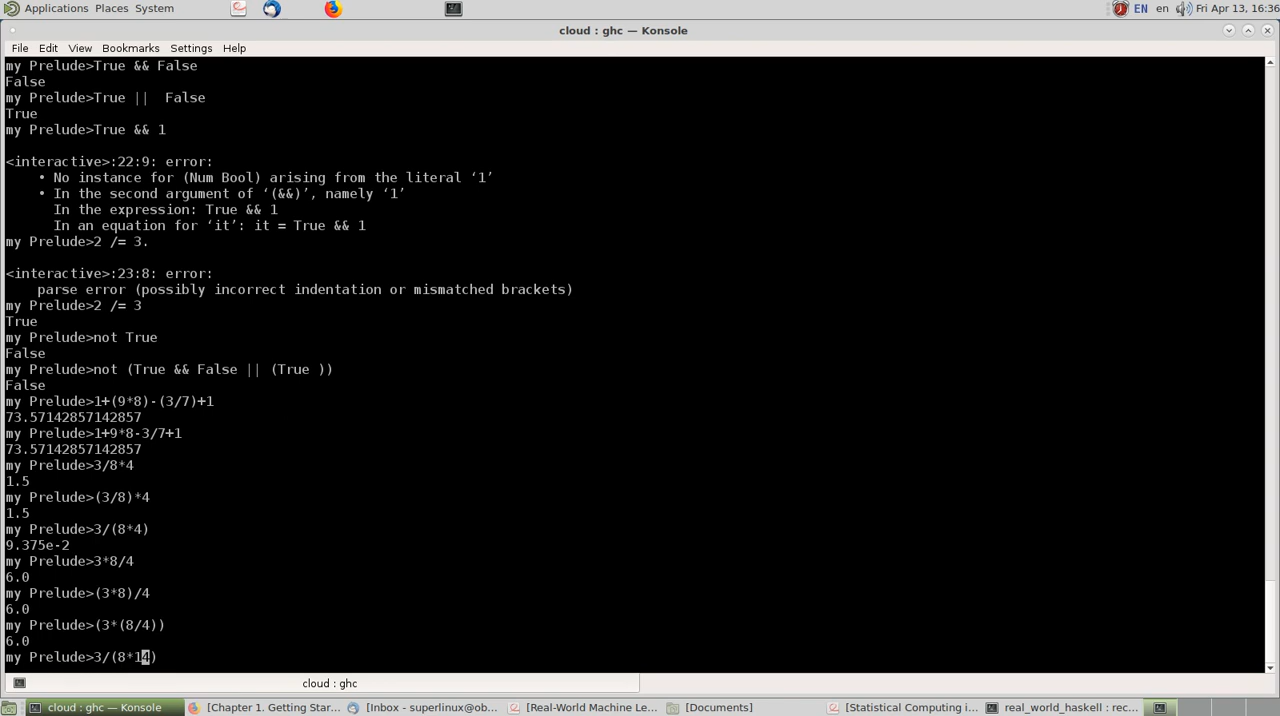 Applications Places System
EN en Fri Apr 13, 16:36
cloud : ghc — Konsole
File Edit View Bookmarks Settings Help
my Prelude>True && False
False
my Prelude>True ||  False
True
my Prelude>True && 1
<interactive>:22:9: error:
• No instance for (Num Bool) arising from the literal ‘1’
• In the second argument of ‘(&&)’, namely ‘1’
In the expression: True && 1
In an equation for ‘it’: it = True && 1
my Prelude>2 /= 3.
<interactive>:23:8: error:
parse error (possibly incorrect indentation or mismatched brackets)
my Prelude>2 /= 3
True
my Prelude>not True
False
my Prelude>not (True && False || (True ))
False
my Prelude>1+(9*8)-(3/7)+1
73.57142857142857
my Prelude>1+9*8-3/7+1
73.57142857142857
my Prelude>3/8*4
1.5
my Prelude>(3/8)*4
1.5
my Prelude>3/(8*4)
9.375e-2
my Prelude>3*8/4
6.0
my Prelude>(3*8)/4
6.0
my Prelude>(3*(8/4))
6.0
my Prelude>3/(8*14)
cloud : ghc
cloud : ghc — Konsole [Chapter 1. Getting Star... [Inbox - superlinux@ob... [Real-World Machine Le... [Documents] [Statistical Computing i... real_world_haskell : rec...